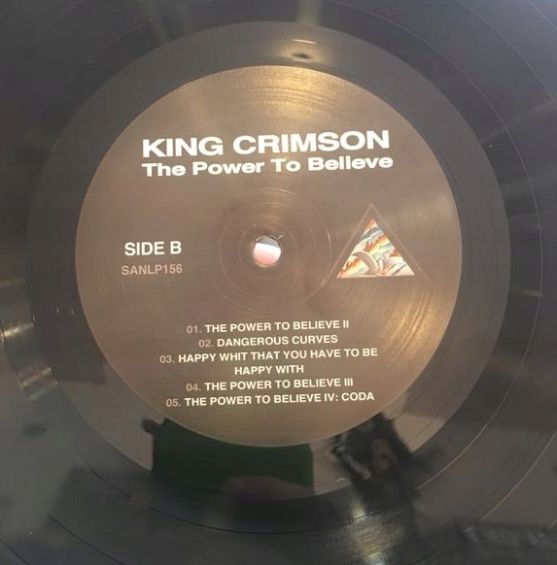 KING CRIMSON
The Power To Believe
SIDE B
SANLP156
01. THE POWER TO BELIEVE II
02. DANGEROUS CURVES
03. HAPPY WHIT THAT YOU HAVE TO BE
HAPPY WITH
04. THE POWER TO BELIEVE III
05. THE POWER TO BELIEVE IV: CODA